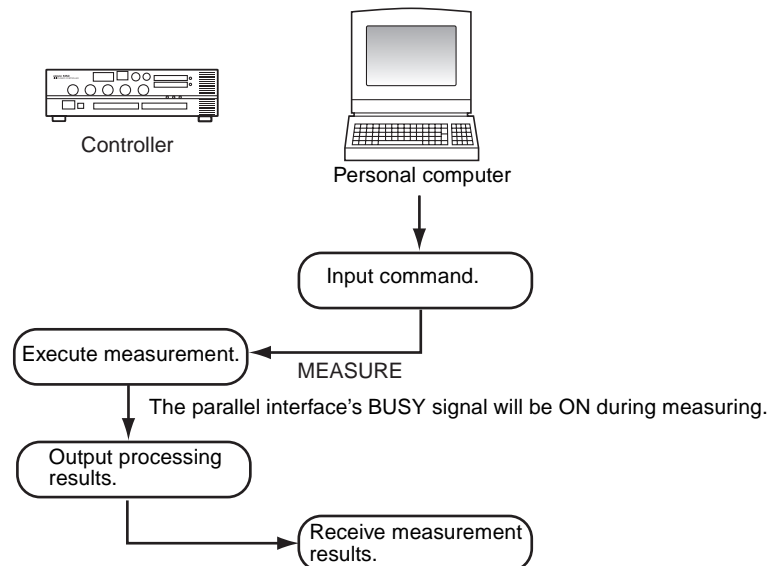 Controller
Personal computer
Input command.
Execute measurement.
MEASURE
The parallel interface's BUSY signal will be ON during measuring.
Output processing
results.
Receive measurement
results.